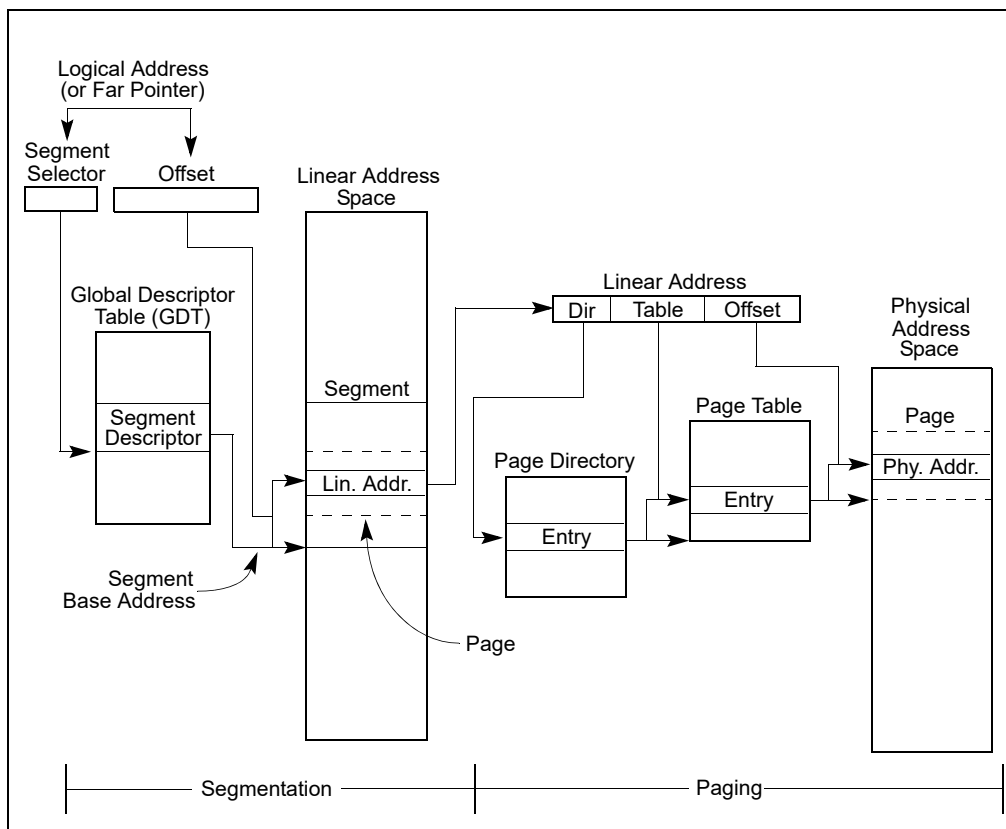 Logical Address
(or Far Pointer)
Segment
Selector
Offset
Linear Address
Space
Global Descriptor
Table (GDT)
Segment
Descriptor
Segment
Lin. Addr.
Segment
Base Address
Page
Linear Address
Dir
Table
Offset
Page Directory
Entry
Page Table
Entry
Physical
Address
Space
Page
Phy. Addr.
Segmentation
Paging